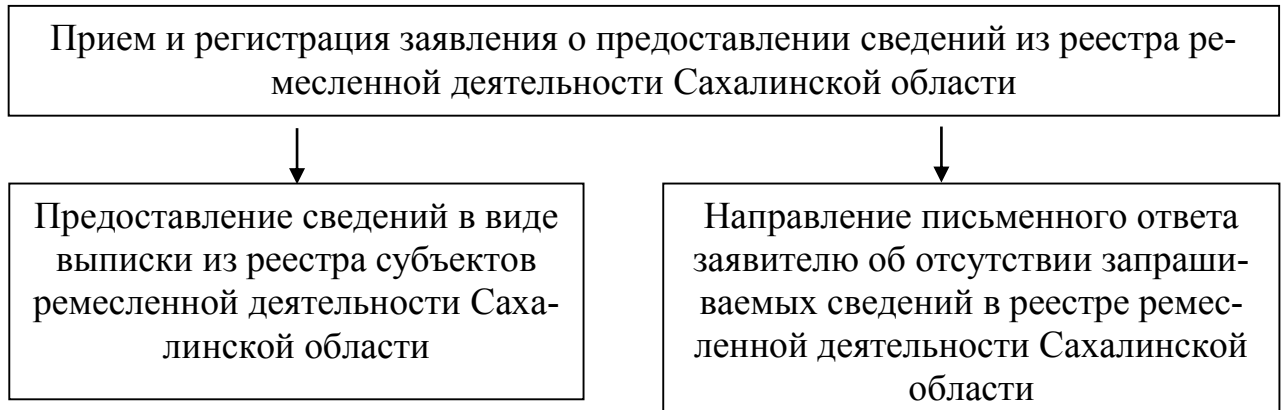 Прием и регистрация заявления о предоставлении сведений из реестра ре-
месленной деятельности Сахалинской области
Предоставление сведений в виде
выписки из реестра субъектов
ремесленной деятельности Саха-
линской области
Направление письменного ответа
заявителю об отсутствии запраши-
ваемых сведений в реестре ремес-
ленной деятельности Сахалинской
области